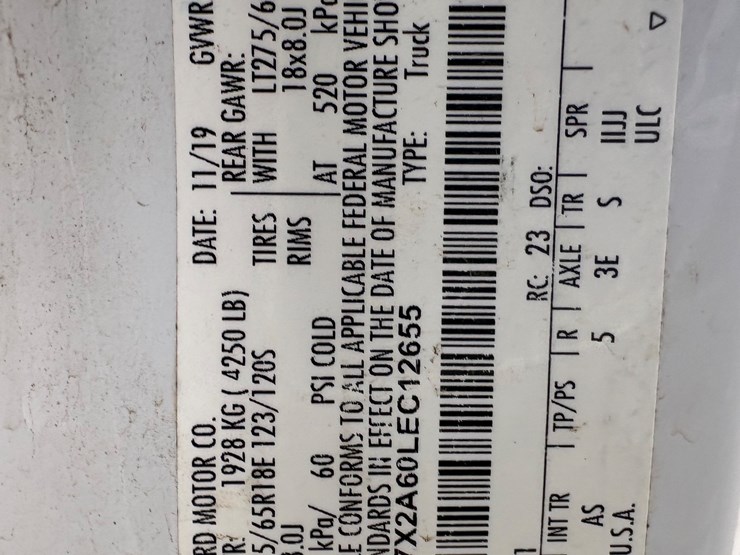 RD MOTOR CO. DATE: 11/19 GVWR
R: 1928 KG ( 4250 LB) REAR GAWR:
5/65R18E 123/120S TIRES WITH LT275/6
8.0J RIMS 18x8.0J
kPa/ 60 PSI COLD AT 520 kPa
E CONFORMS TO ALL APPLICABLE FEDERAL MOTOR VEHI
NDARDS IN EFFECT ON THE DATE OF MANUFACTURE SHO
7X2A60LEC12655 TYPE: Truck
RC: 23 DSO:
INT TR TP/PS R AXLE TR SPR
AS 5 3E S IIJJ
U.S.A. ULC